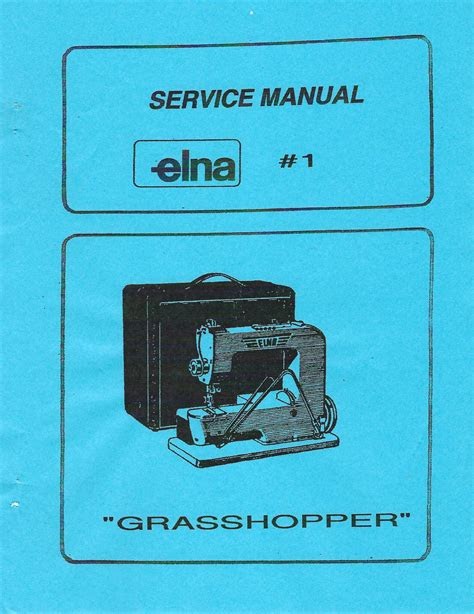 SERVICE MANUAL
elna #1
ELNA
"GRASSHOPPER"